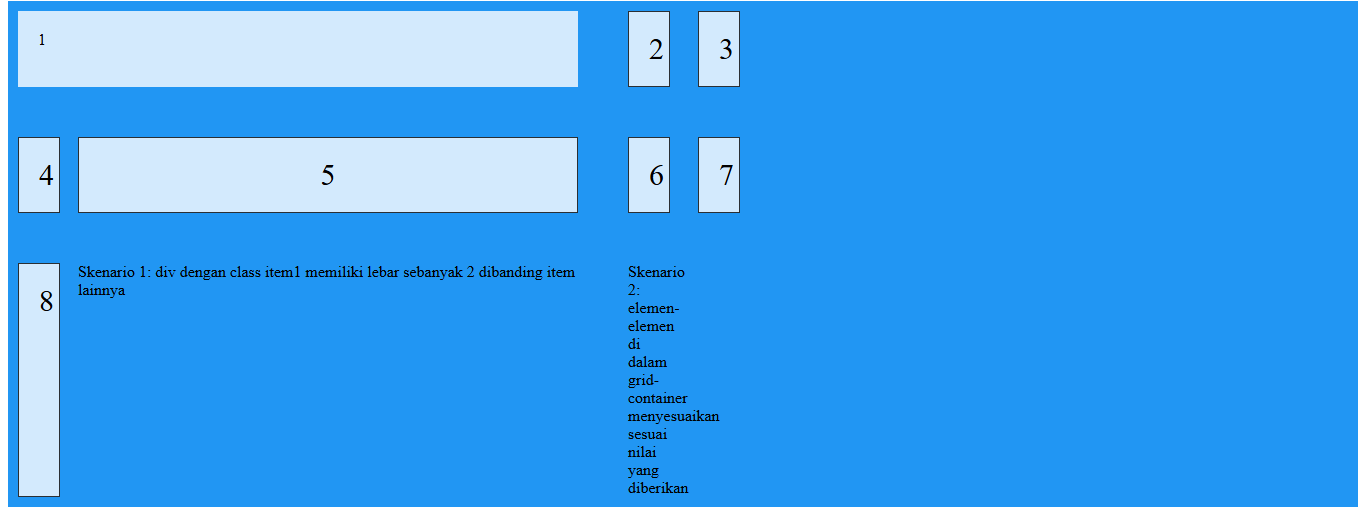 1
2
3
4
5
6
7
8
Skenario 1: div dengan class item1 memiliki lebar sebanyak 2 dibanding item
lainnya
Skenario
2:
elemen-
elemen
di
dalam
grid-
container
menyesuaikan
sesuai
nilai
yang
diberikan